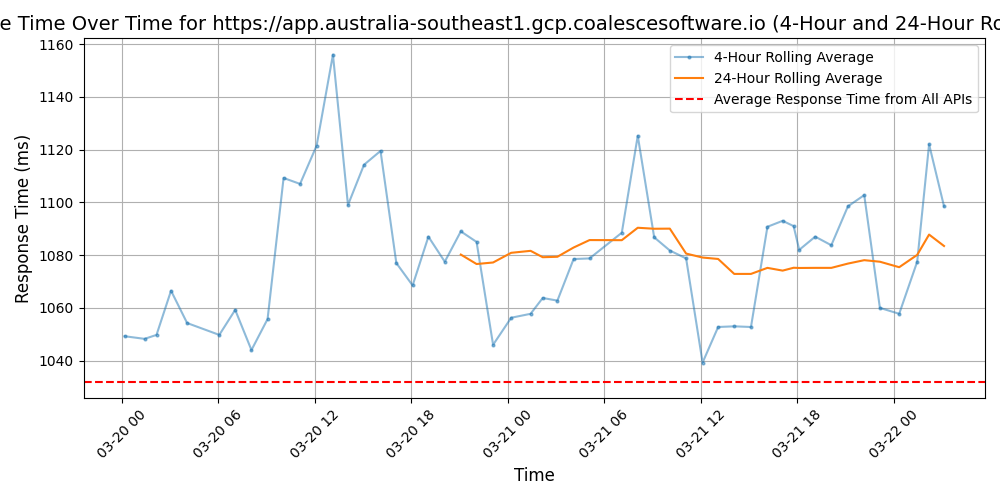 e Time Over Time for https://app.australia-southeast1.gcp.coalescesoftware.io (4-Hour and 24-Hour Ro
1160
1140
1120
1100
1080
1060
1040
Response Time (ms)
4-Hour Rolling Average
24-Hour Rolling Average
Average Response Time from All APIs
03-20 00
03-20 06
03-20 12
03-20 18
03-21 00
03-21 06
03-21 12
03-21 18
03-22 00
Time